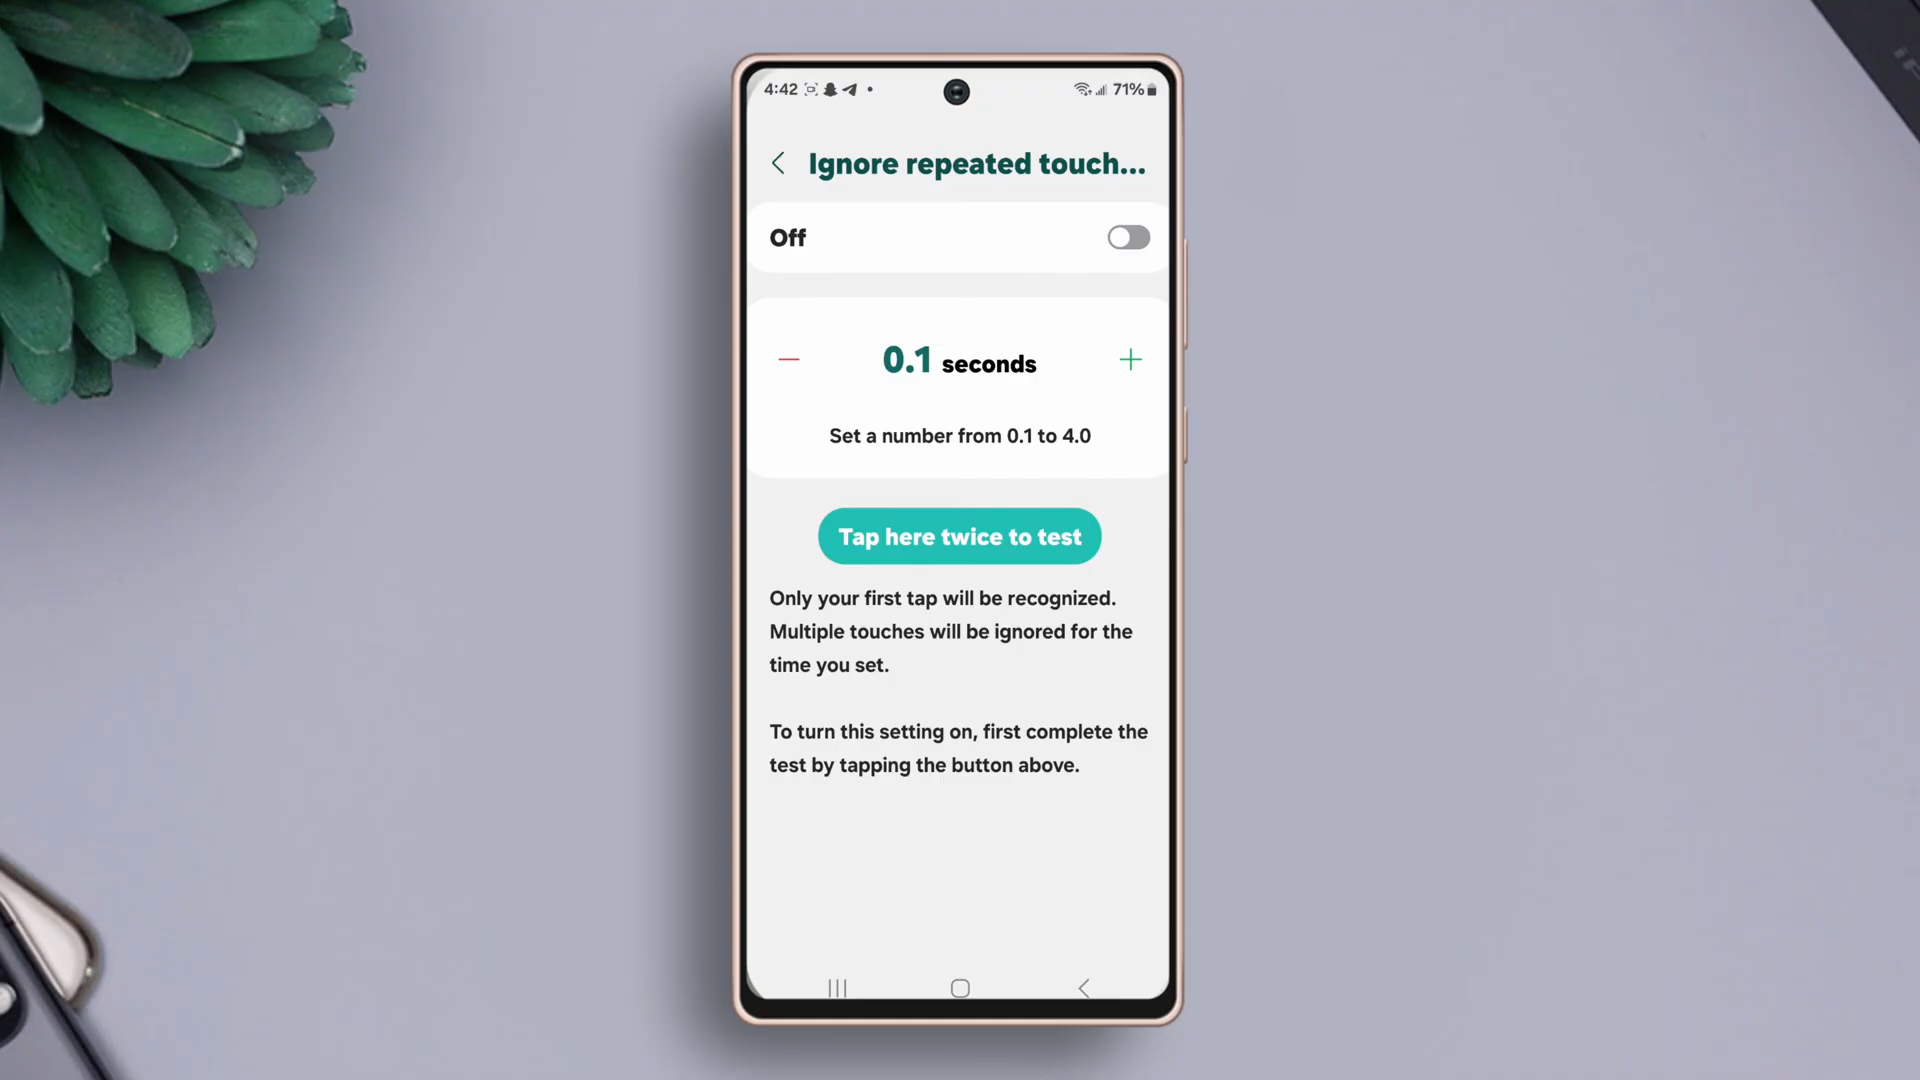 4:42
71%
Ignore repeated touch...
Off
0.1 seconds
Set a number from 0.1 to 4.0
Tap here twice to test
Only your first tap will be recognized.
Multiple touches will be ignored for the
time you set.
To turn this setting on, first complete the
test by tapping the button above.